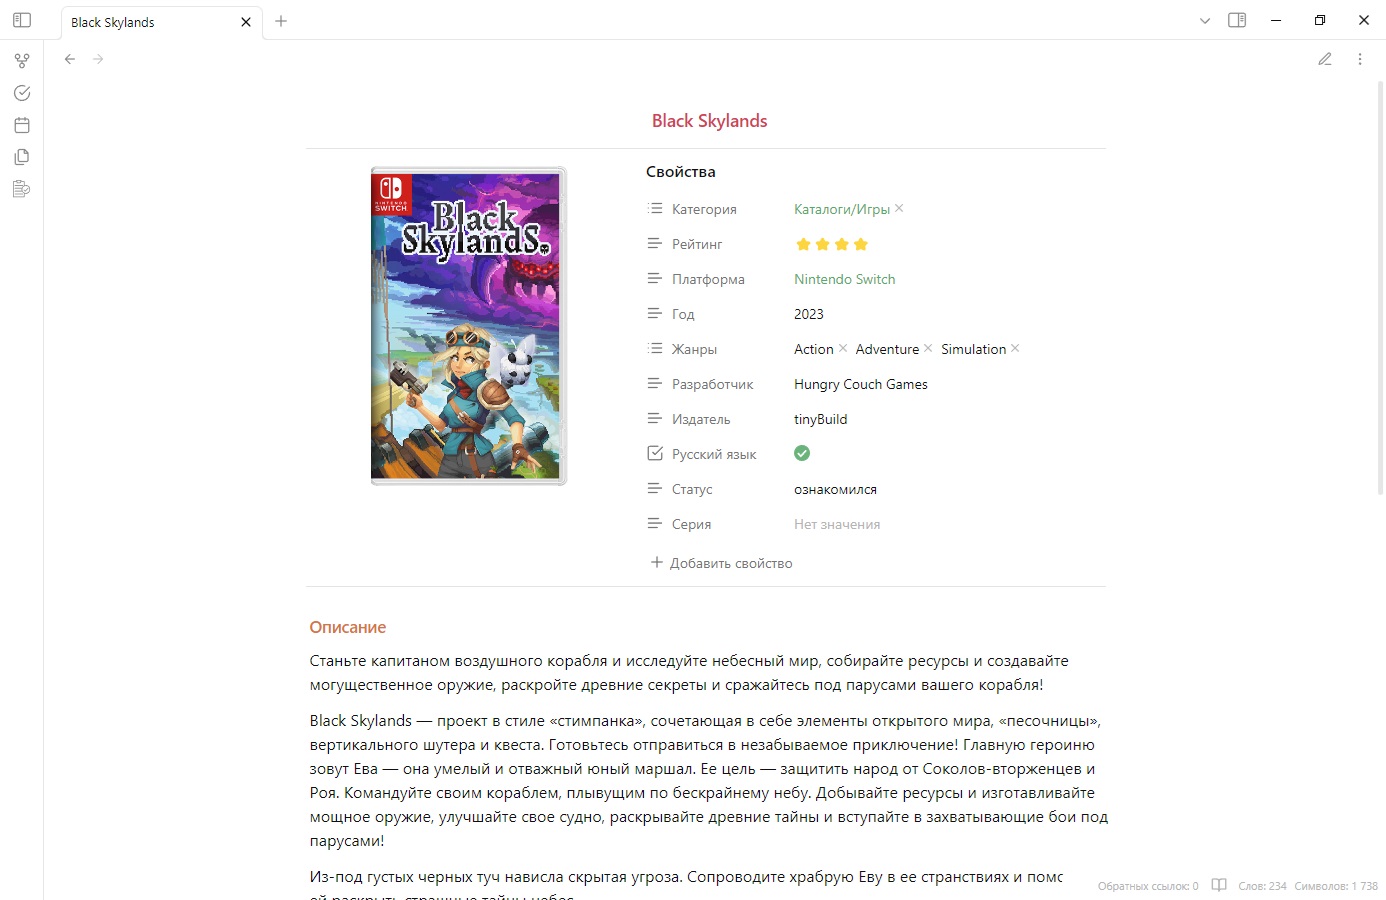 Black Skylands
Black Skylands
NINTENDO
SWITCH
Black
SkylandS.
Свойства
Категория Каталоги/Игры
Рейтинг
Платформа Nintendo Switch
Год 2023
Жанры Action Adventure Simulation
Разработчик Hungry Couch Games
Издатель tinyBuild
Русский язык
Статус ознакомился
Серия Нет значения
Добавить свойство
Описание
Станьте капитаном воздушного корабля и исследуйте небесный мир, собирайте ресурсы и создавайте
могущественное оружие, раскройте древние секреты и сражайтесь под парусами вашего корабля!
Black Skylands — проект в стиле «стимпанка», сочетающая в себе элементы открытого мира, «песочницы»,
вертикального шутера и квеста. Готовьтесь отправиться в незабываемое приключение! Главную героиню
зовут Ева — она умелый и отважный юный маршал. Ее цель — защитить народ от Соколов-вторженцев и
Роя. Командуйте своим кораблем, плывущим по бескрайнему небу. Добывайте ресурсы и изготавливайте
мощное оружие, улучшайте свое судно, раскрывайте древние тайны и вступайте в захватывающие бои под
парусами!
Из-под густых черных туч нависла скрытая угроза. Сопроводите храбрую Еву в ее странствиях и помс
ей раскрыть страшные тайны небес
Обратных ссылок: 0 Слов: 234 Символов: 1 738